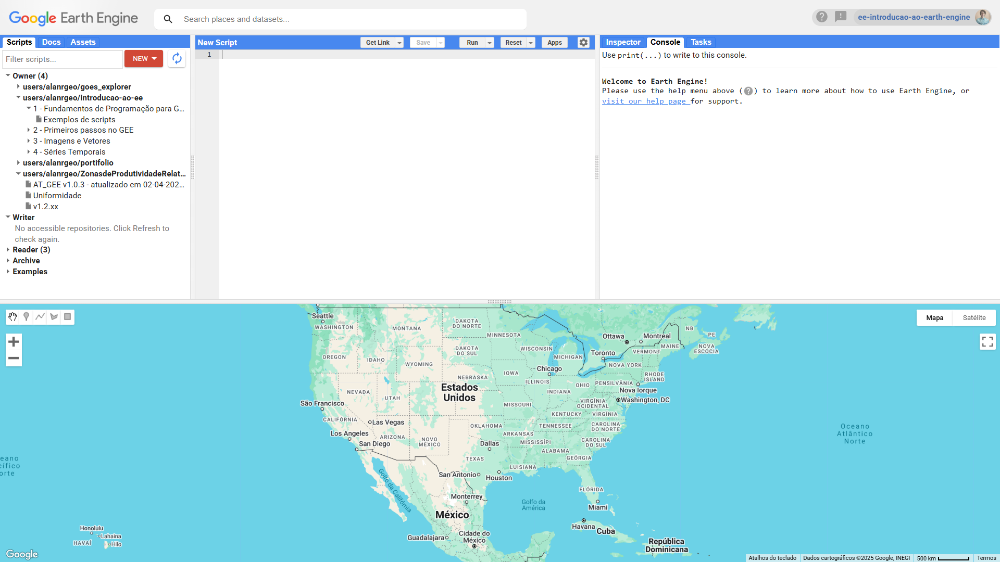 Google Earth Engine
Search places and datasets...
ee-introducao-ao-earth-engine
Scripts Docs Assets
Filter scripts...
NEW
Owner (4)
users/alanrgeo/goes_explorer
users/alanrgeo/introducao-ao-ee
1 - Fundamentos de Programação para G...
Exemplos de scripts
2 - Primeiros passos no GEE
3 - Imagens e Vetores
4 - Séries Temporais
users/alanrgeo/portifolio
users/alanrgeo/ZonasdeProdutividadeRelat...
AT_GEE v1.0.3 - atualizado em 02-04-202...
Uniformidade
v1.2.xx
Writer
No accessible repositories. Click Refresh to
check again.
Reader (3)
Archive
Examples
New Script
Get Link Save Run Reset Apps
1
Inspector Console Tasks
Use print(...) to write to this console.
Welcome to Earth Engine!
Please use the help menu above (?) to learn more about how to use Earth Engine, or
visit our help page for support.
Mapa Satélite
Seattle
WASHINGTON
MONTANA
DAKOTA
DO NORTE
MINNESOTA
Ottawa
Montreal
NB
PE
NOVA
ESCÓCIA
MAINE
VERMONT
OREGON
IDAHO
WYOMING
DAKOTA
DO SUL
WISCONSIN
MICHIGAN
Toronto
NOVA YORK
Chicago
IOWA
NEBRASKA
ILLINOIS
INDIANA
OHIO
PENSILVÂNIA
RHODE
ISLAND
Nova Iorque
Estados
Unidos
NEVADA
UTAH
São Francisco
CALIFÓRNIA
MISSOURI
VIRGÍNIA
OCIDENTAL
Washington, DC
KENTUCKY
VIRGÍNIA
Las Vegas
Los Angeles
San Diego
ARIZONA
NOVO
MÉXICO
OKLAHOMA
ARKANSAS
TENNESSEE
CAROLINA
DO NORTE
MISSISSÍPI
CAROLINA
DO SUL
Dallas
ALABAMA
GEÓRGIA
TEXAS
LUISIANA
San Antonio
Houston
FLÓRIDA
Miami
Golfo da Califórnia
Monterrey
Golfo da
América
México
Havana
Cuba
Guadalajara
Cidade do
México
República
Dominicana
Oceano
Atlântico
Norte
eano
cífico
orte
Honolulu
Lahaina
HAVAÍ
Hilo
Google
Atalhos do teclado Dados cartográficos ©2025 Google, INEGI 500 km Termos